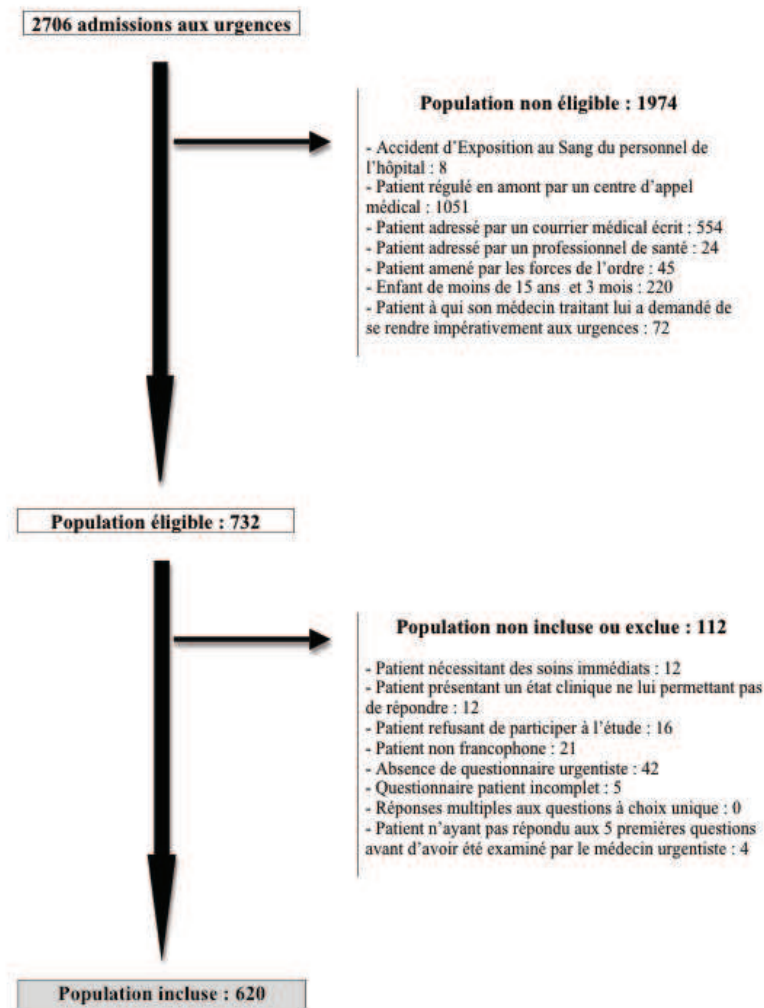 2706 admissions aux urgences
Population non éligible : 1974
- Accident d'Exposition au Sang du personnel de
l'hôpital : 8
- Patient régulé en amont par un centre d'appel
médical : 1051
- Patient adressé par un courrier médical écrit : 554
- Patient adressé par un professionnel de santé : 24
- Patient amené par les forces de l'ordre : 45
- Enfant de moins de 15 ans et 3 mois : 220
- Patient à qui son médecin traitant lui a demandé de
se rendre impérativement aux urgences : 72
Population éligible : 732
Population non incluse ou exclue : 112
- Patient nécessitant des soins immédiats : 12
- Patient présentant un état clinique ne lui permettant pas
de répondre : 12
- Patient refusant de participer à l'étude : 16
- Patient non francophone : 21
- Absence de questionnaire urgentiste : 42
- Questionnaire patient incomplet : 5
- Réponses multiples aux questions à choix unique : 0
- Patient n'ayant pas répondu aux 5 premières questions
avant d'avoir été examiné par le médecin urgentiste : 4
Population incluse : 620